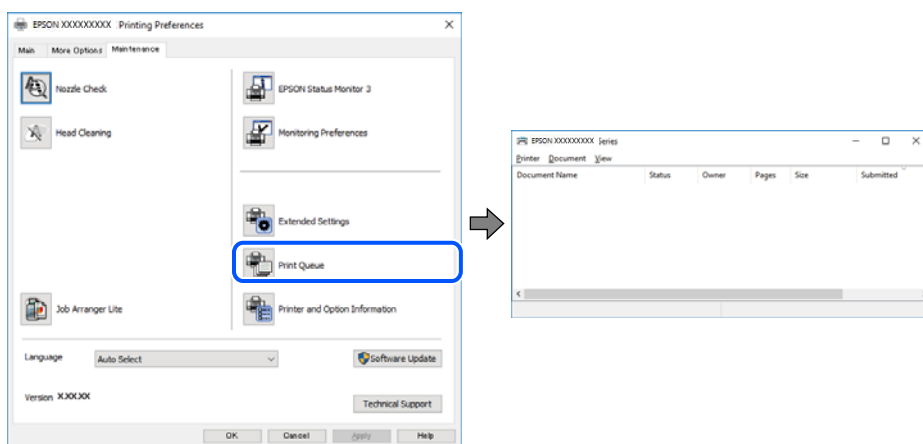 EPSON XXXXXXXXX Printing Preferences
Main More Options Maintenance
Nozzle Check
EPSON Status Monitor 3
Head Cleaning
Monitoring Preferences
Extended Settings
Print Queue
Job Arranger Lite
Printer and Option Information
Language
Auto Select
Software Update
Version X.XX.XX
Technical Support
OK Cancel Apply Help
EPSON XXXXXXXXX Series
Printer Document View
Document Name Status Owner Pages Size Submitted